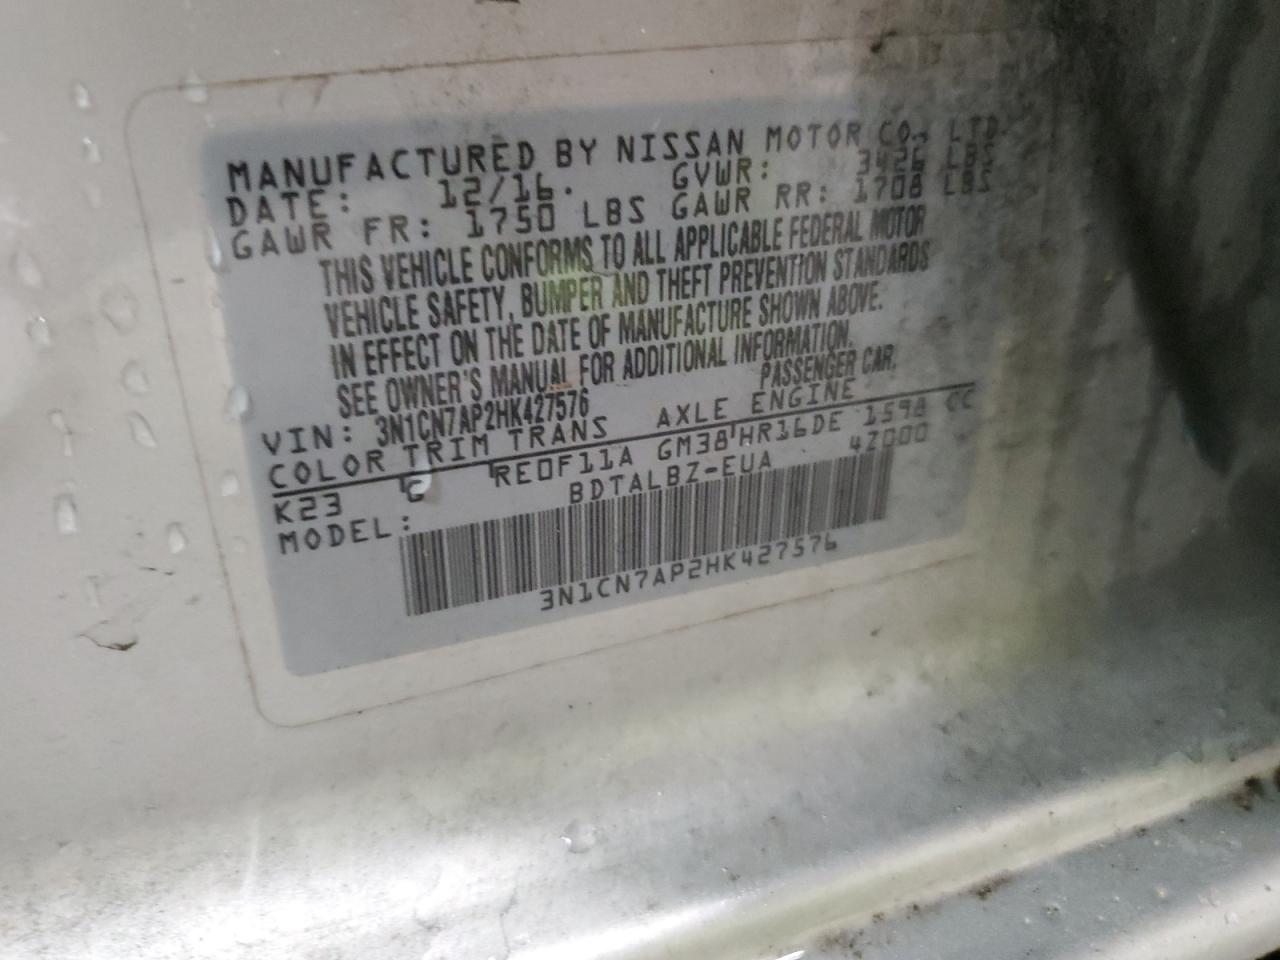 MANUFACTURED BY NISSAN MOTOR CO., LTD.
DATE: 12/16. GVWR: 3426 LBS
GAWR FR: 1750 LBS GAWR RR: 1708 LBS
THIS VEHICLE CONFORMS TO ALL APPLICABLE FEDERAL MOTOR
VEHICLE SAFETY, BUMPER AND THEFT PREVENTION STANDARDS
IN EFFECT ON THE DATE OF MANUFACTURE SHOWN ABOVE.
SEE OWNER'S MANUAL FOR ADDITIONAL INFORMATION.
VIN: 3N1CN7AP2HK427576 PASSENGER CAR.
COLOR TRIM TRANS AXLE ENGINE
K23 G RE0F11A GM38 HR16DE 1598 CC
MODEL: BDTALBZ-EUA 42000
3N1CN7AP2HK427576